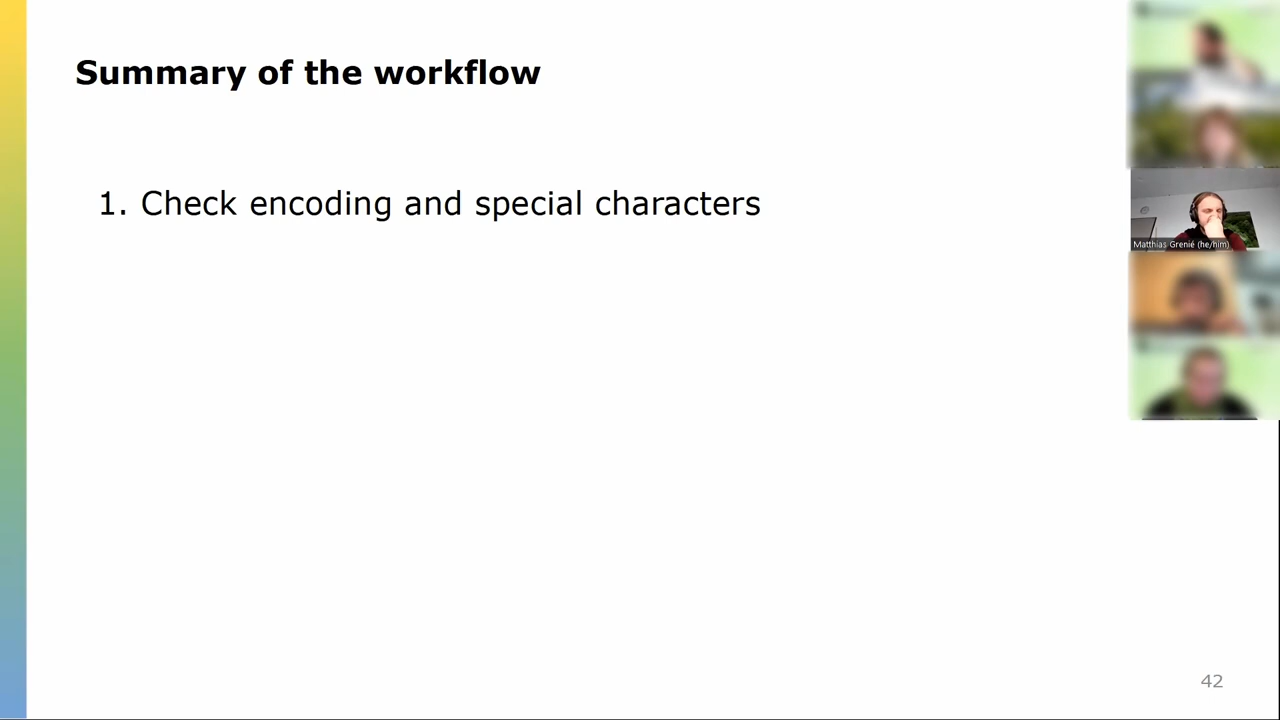 Summary of the workflow
1. Check encoding and special characters
Matthias Grenié (he/him)
42